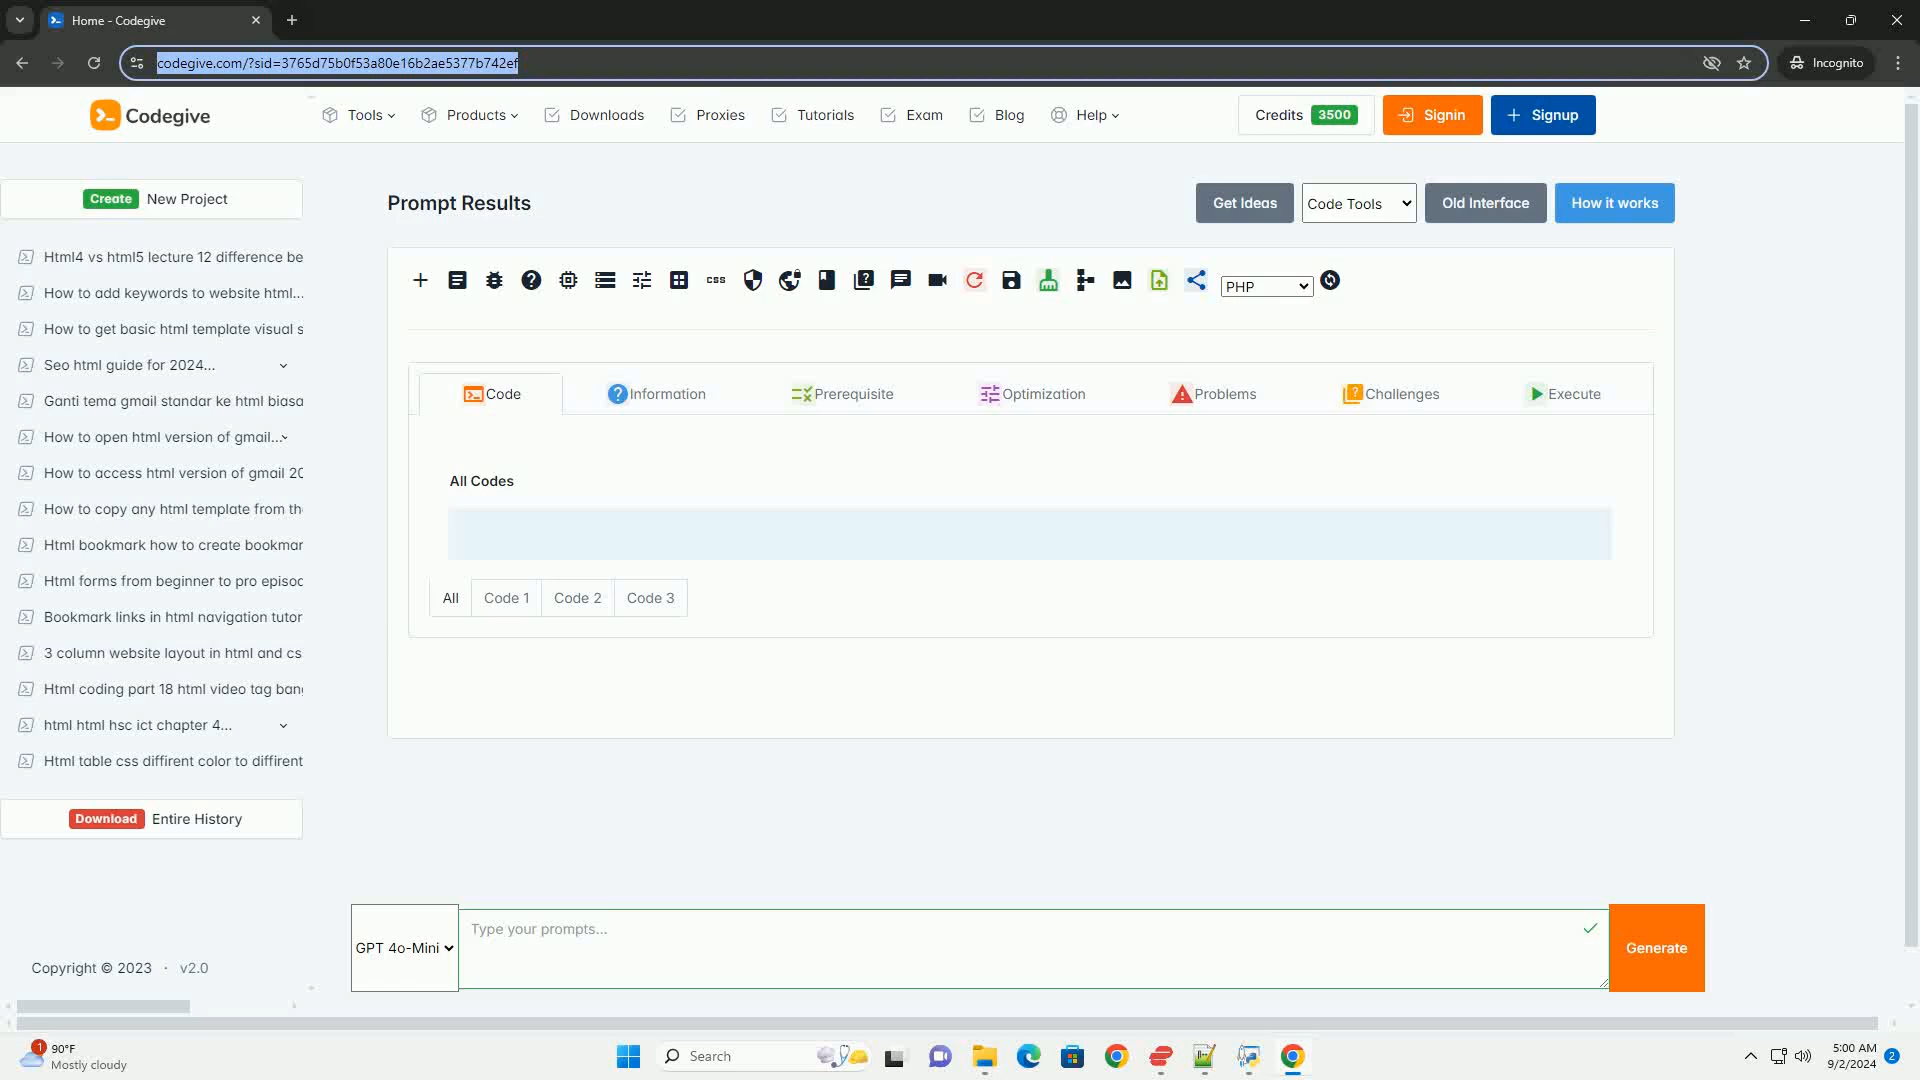 Home - Codegive
codegive.com/?sid=3765d75b0f53a80e16b2ae5377b742ef
Incognito
Codegive
Tools
Products
Downloads
Proxies
Tutorials
Exam
Blog
Help
Credits 3500
Signin
Signup
Create New Project
Prompt Results
Get Ideas
Code Tools
Old Interface
How it works
Html4 vs html5 lecture 12 difference be
How to add keywords to website html...
How to get basic html template visual s
Seo html guide for 2024...
Ganti tema gmail standar ke html biasa
How to open html version of gmail...
How to access html version of gmail 20
How to copy any html template from th
Html bookmark how to create bookmar
Html forms from beginner to pro episod
Bookmark links in html navigation tutor
3 column website layout in html and cs
Html coding part 18 html video tag bang
html html hsc ict chapter 4...
Html table css diffirent color to diffirent
Download Entire History
css
PHP
Code
Information
Prerequisite
Optimization
Problems
Challenges
Execute
All Codes
All
Code 1
Code 2
Code 3
GPT 4o-Mini
Type your prompts...
Generate
Copyright © 2023 · v2.0
1
90°F
Mostly cloudy
Search
5:00 AM
9/2/2024
2